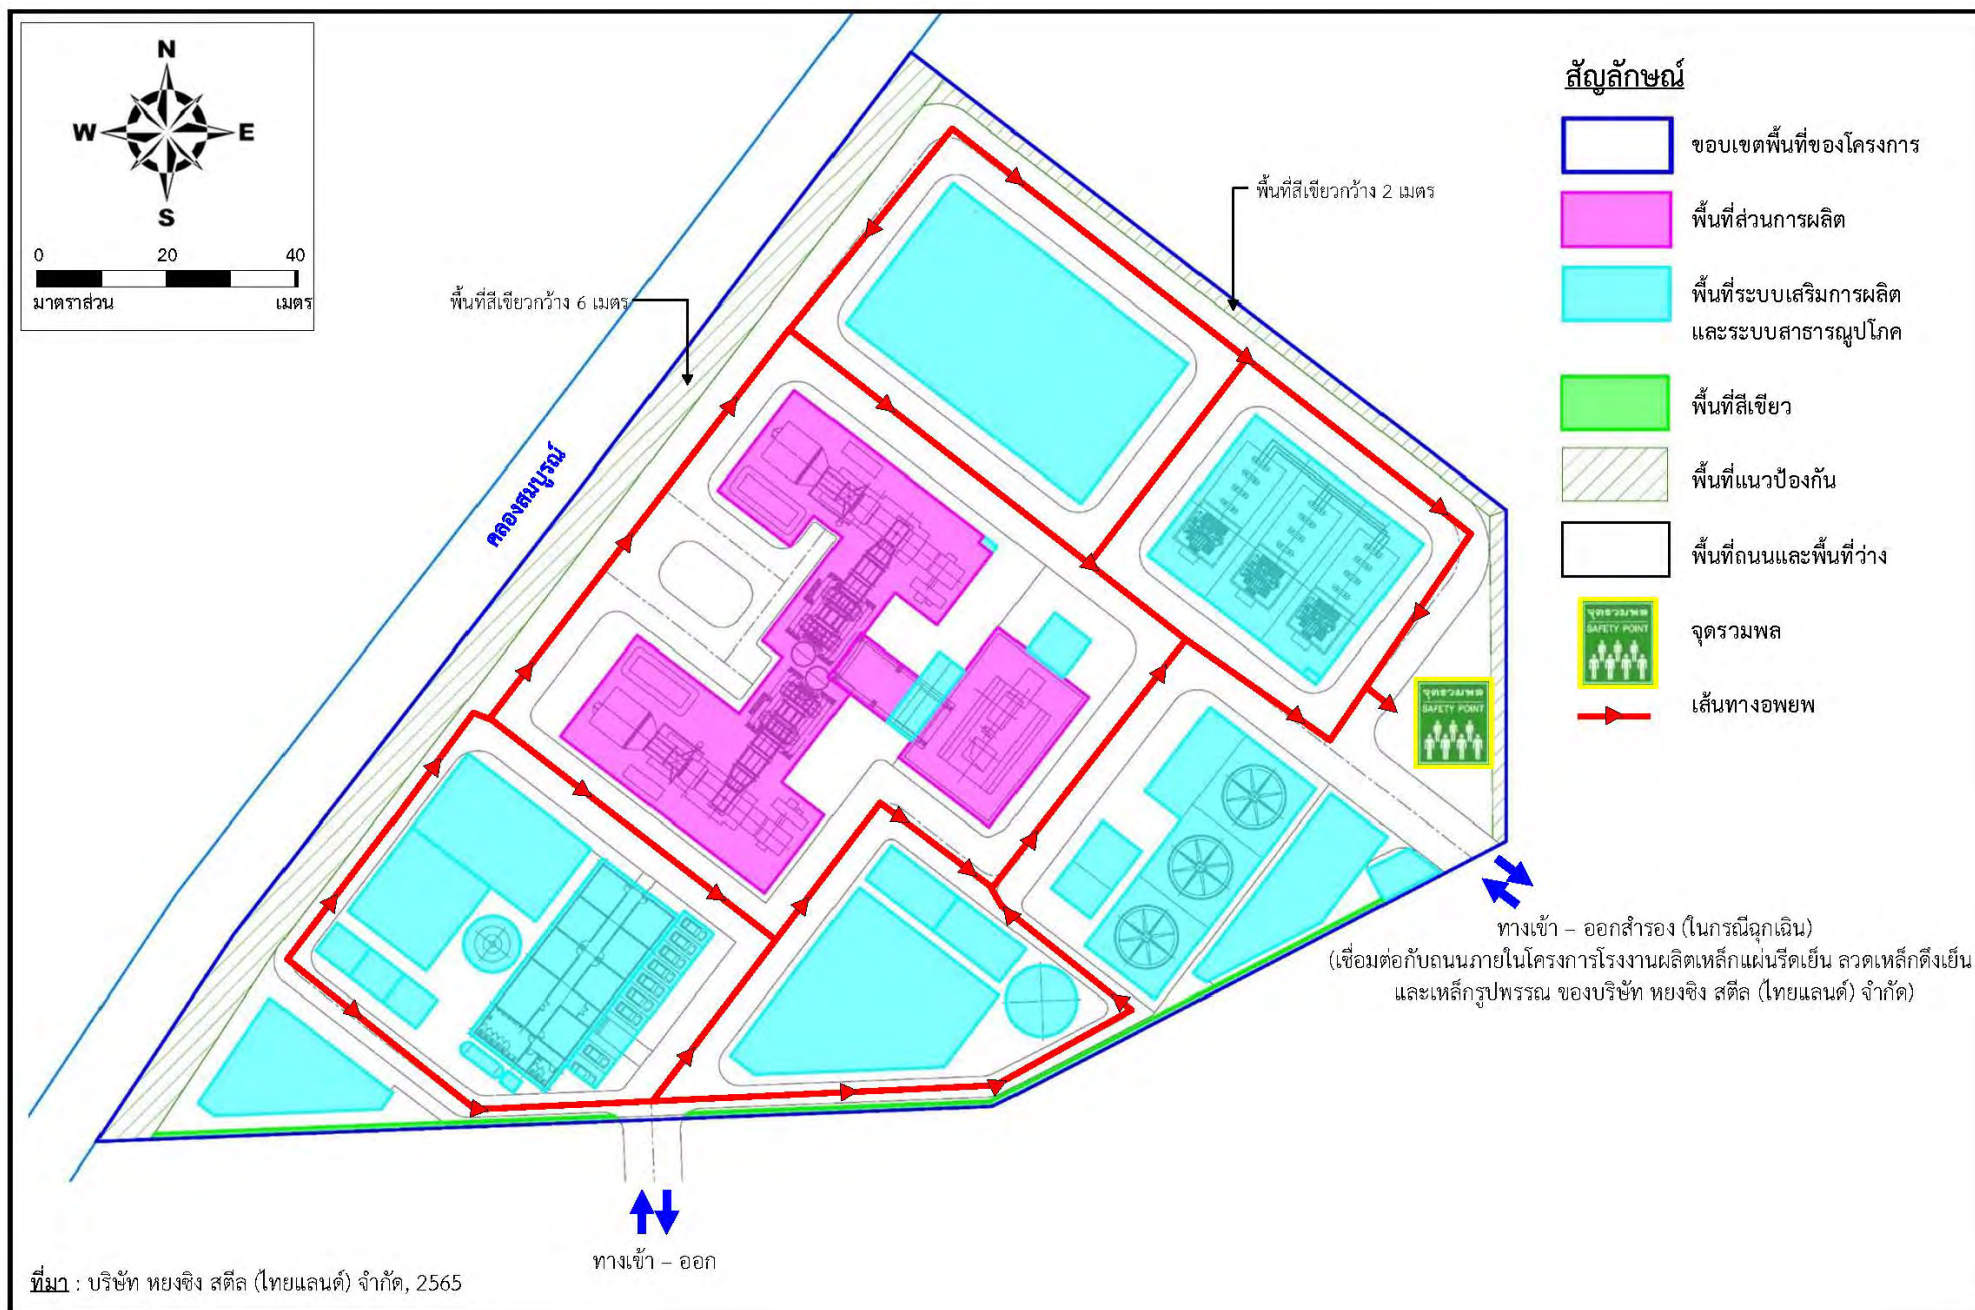 N
W E
S
0 20 40
มาตราส่วน เมตร
พื้นที่สีเขียวกว้าง 6 เมตร
พื้นที่สีเขียวกว้าง 2 เมตร
คลองสมบูรณ์
สัญลักษณ์
ขอบเขตพื้นที่ของโครงการ
พื้นที่ส่วนการผลิต
พื้นที่ระบบเสริมการผลิต
และระบบสาธารณูปโภค
พื้นที่สีเขียว
พื้นที่แนวป้องกัน
พื้นที่ถนนและพื้นที่ว่าง
จุดรวมพล
SAFETY POINT
จุดรวมพล
เส้นทางอพยพ
จุดรวมพล
SAFETY POINT
ทางเข้า – ออกสำรอง (ในกรณีฉุกเฉิน)
(เชื่อมต่อกับถนนภายในโครงการโรงงานผลิตเหล็กแผ่นรีดเย็น ลวดเหล็กดึงเย็น
และเหล็กรูปพรรณ ของบริษัท หยงซิง สตีล (ไทยแลนด์) จำกัด)
ทางเข้า – ออก
ที่มา : บริษัท หยงซิง สตีล (ไทยแลนด์) จำกัด, 2565